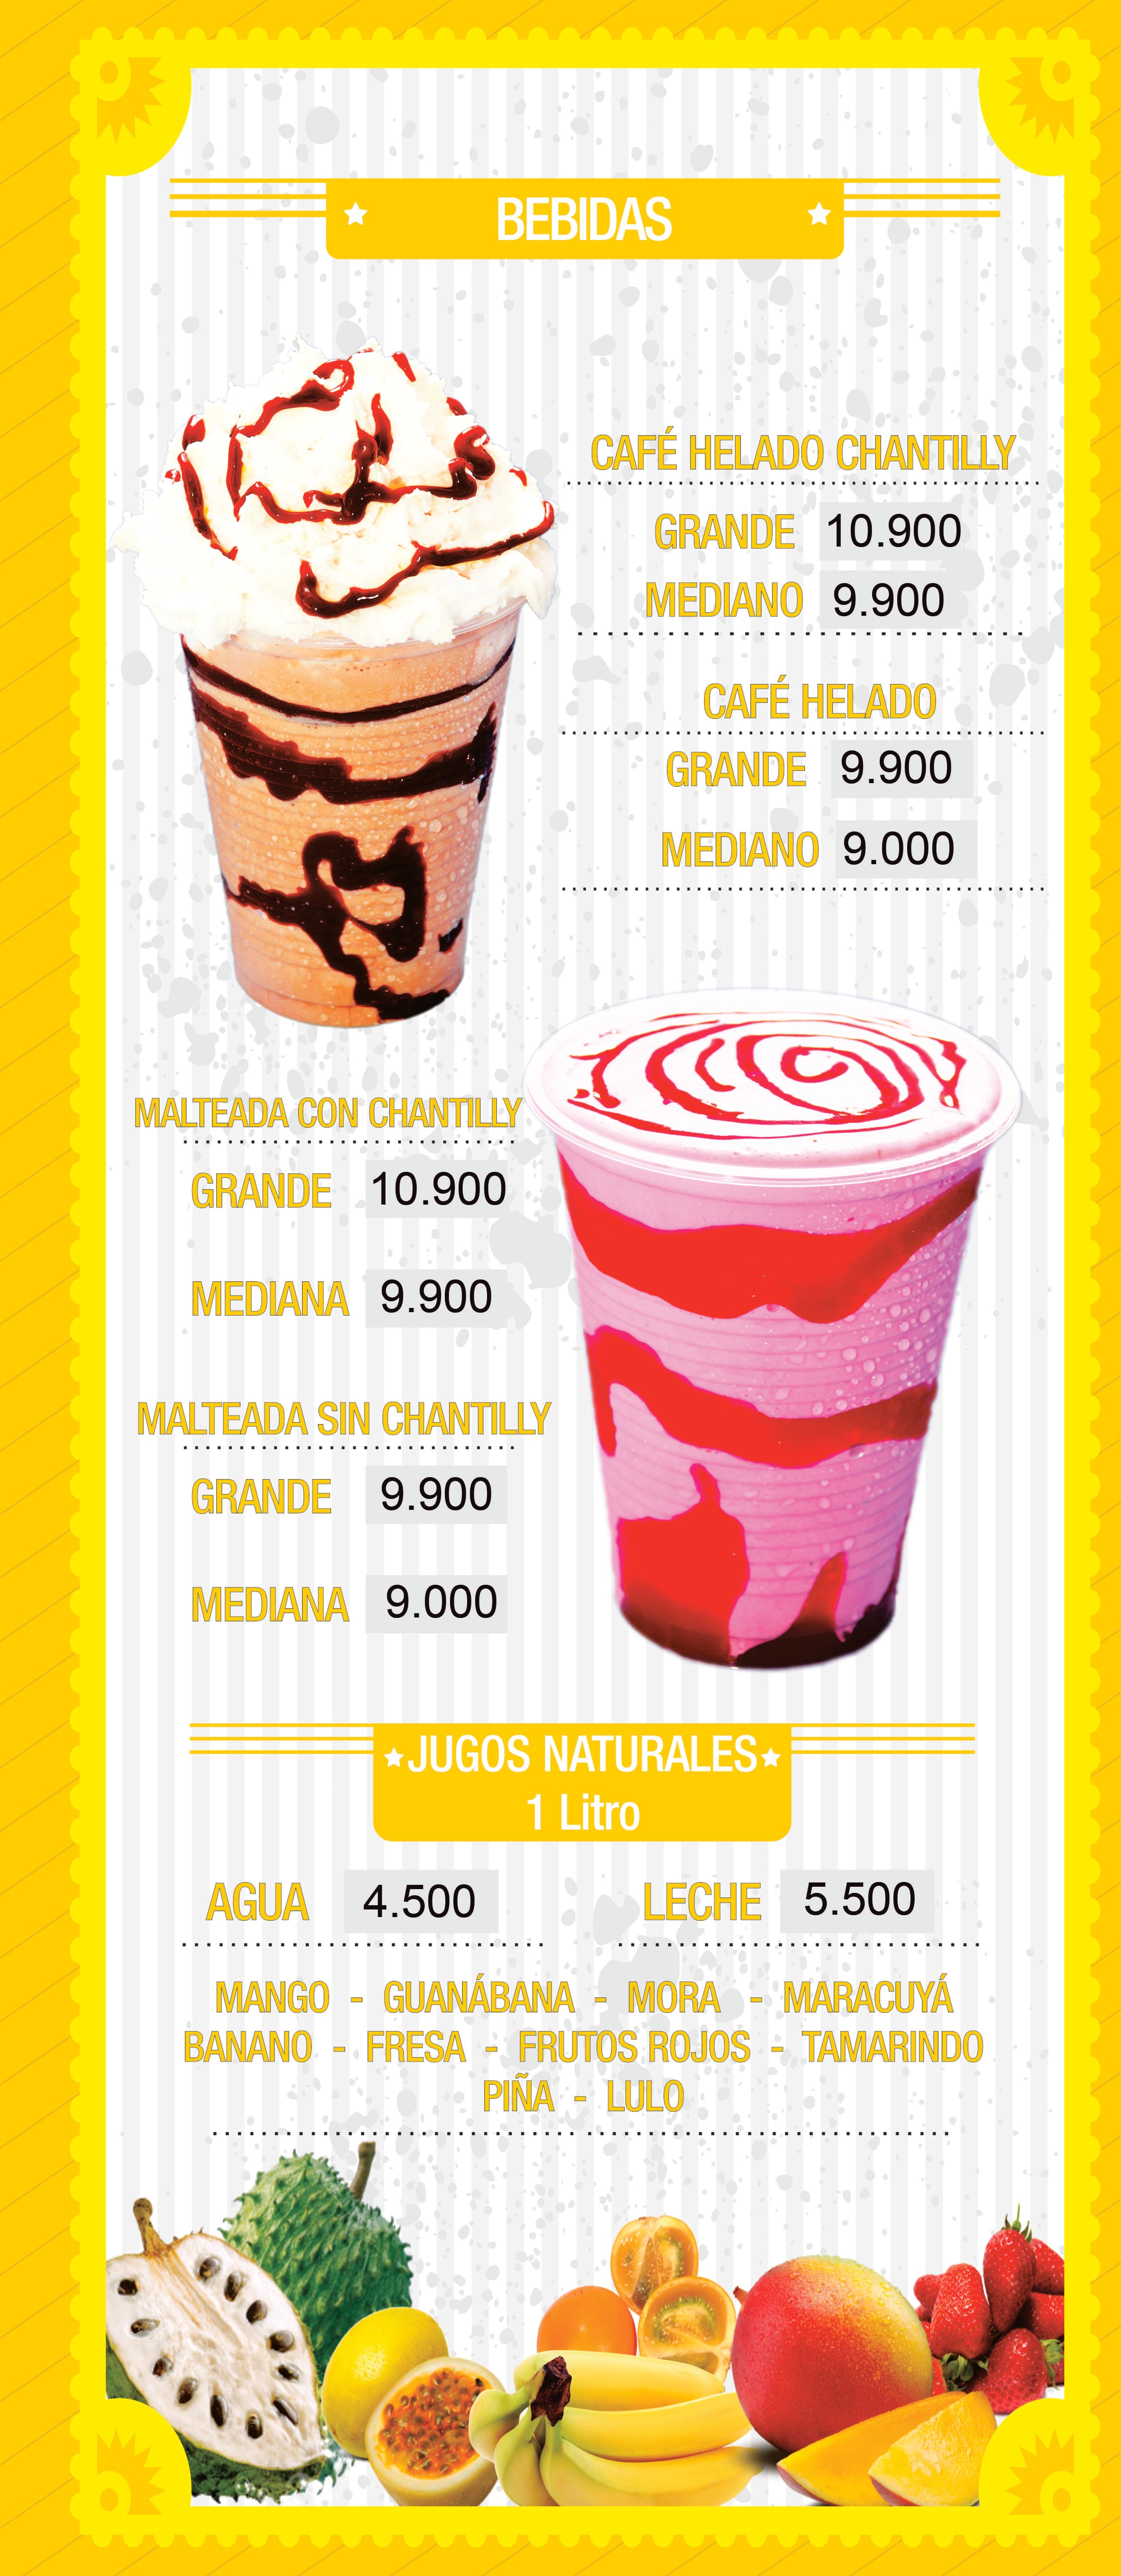 BEBIDAS
CAFÉ HELADO CHANTILLY
GRANDE 10.900
MEDIANO 9.900
CAFÉ HELADO
GRANDE 9.900
MEDIANO 9.000
MALTEADA CON CHANTILLY
GRANDE 10.900
MEDIANA 9.900
MALTEADA SIN CHANTILLY
GRANDE 9.900
MEDIANA 9.000
JUGOS NATURALES
1 Litro
AGUA 4.500 LECHE 5.500
MANGO - GUANÁBANA - MORA - MARACUYÁ
BANANO - FRESA - FRUTOS ROJOS - TAMARINDO
PIÑA - LULO